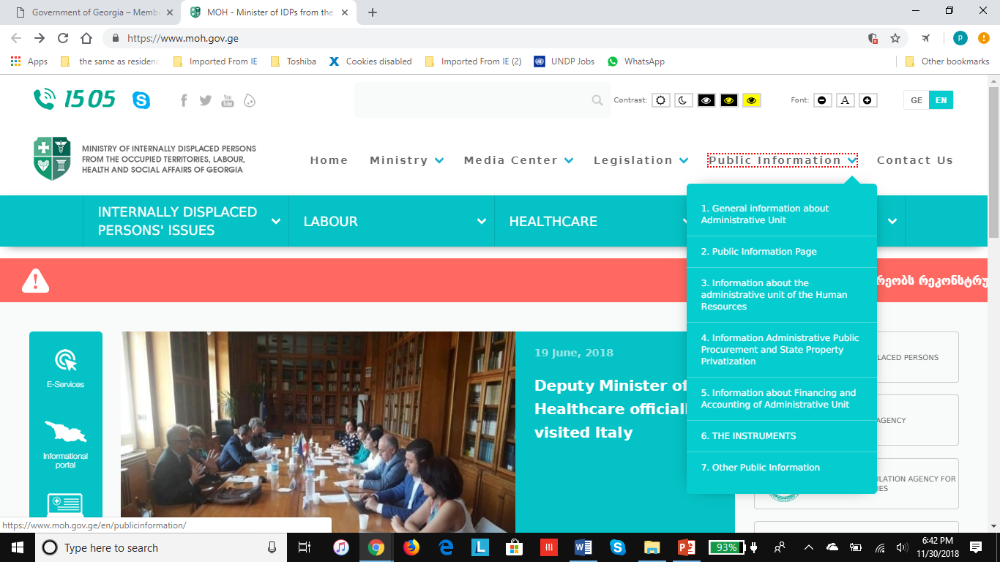 Government of Georgia – Memb
MOH - Minister of IDPs from the
https://www.moh.gov.ge
P
Apps
the same as residenc
Imported From IE
Toshiba
Cookies disabled
Imported From IE (2)
UNDP Jobs
WhatsApp
Other bookmarks
15 05
You
Tube
Contrast:
Font:
A
GE
EN
MINISTRY OF INTERNALLY DISPLACED PERSONS
FROM THE OCCUPIED TERRITORIES, LABOUR,
HEALTH AND SOCIAL AFFAIRS OF GEORGIA
Home
Ministry
Media Center
Legislation
Public Information
Contact Us
INTERNALLY DISPLACED
PERSONS' ISSUES
LABOUR
HEALTHCARE
1. General information about
Administrative Unit
2. Public Information Page
3. Information about the
administrative unit of the Human
Resources
4. Information Administrative Public
Procurement and State Property
Privatization
5. Information about Financing and
Accounting of Administrative Unit
6. THE INSTRUMENTS
7. Other Public Information
რეობს რეკონსტრუ
E-Services
Informational
portal
19 June, 2018
Deputy Minister of
Healthcare officiall
visited Italy
LACED PERSONS
AGENCY
ULATION AGENCY FOR
IES
https://www.moh.gov.ge/en/publicinformation/
Type here to search
93%
6:42 PM
11/30/2018